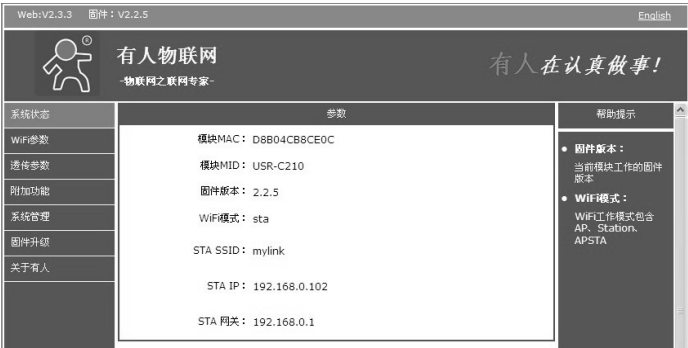 Web:V2.3.3 固件：V2.2.5
English
®
有人物联网
-物联网之联网专家-
有人在认真做事！
系统状态
WiFi参数
透传参数
附加功能
系统管理
固件升级
关于有人
参数
模块MAC： D8B04CB8CE0C
模块MID： USR-C210
固件版本： 2.2.5
WiFi模式： sta
STA SSID： mylink
STA IP： 192.168.0.102
STA 网关： 192.168.0.1
帮助提示
● 固件版本：
当前模块工作的固件
版本
● WiFi模式：
WiFi工作模式包含
AP、Station、
APSTA